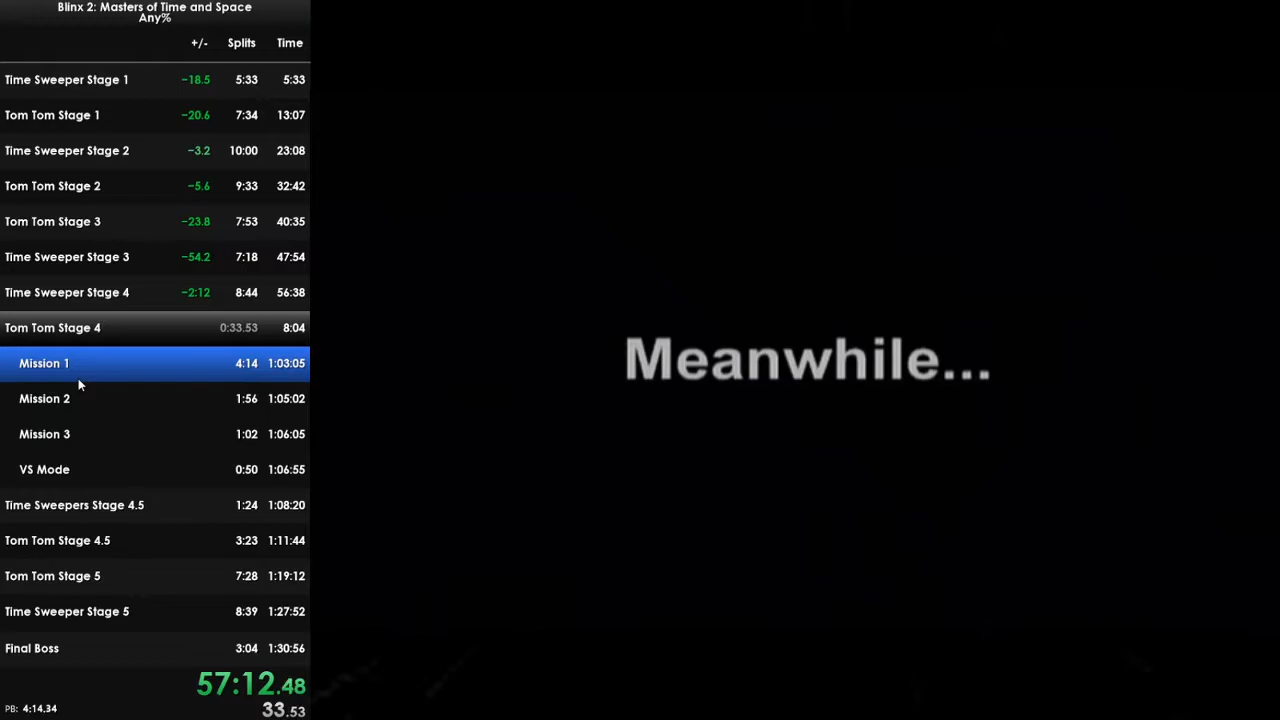 Blinx 2: Masters of Time and Space
Any%
+/- Splits Time
Time Sweeper Stage 1 −18.5 5:33 5:33
Tom Tom Stage 1 −20.6 7:34 13:07
Time Sweeper Stage 2 −3.2 10:00 23:08
Tom Tom Stage 2 −5.6 9:33 32:42
Tom Tom Stage 3 −23.8 7:53 40:35
Time Sweeper Stage 3 −54.2 7:18 47:54
Time Sweeper Stage 4 −2:12 8:44 56:38
Tom Tom Stage 4 0:33.53 8:04
Mission 1 4:14 1:03:05
Mission 2 1:56 1:05:02
Mission 3 1:02 1:06:05
VS Mode 0:50 1:06:55
Time Sweepers Stage 4.5 1:24 1:08:20
Tom Tom Stage 4.5 3:23 1:11:44
Tom Tom Stage 5 7:28 1:19:12
Time Sweeper Stage 5 8:39 1:27:52
Final Boss 3:04 1:30:56
57:12.48
PB: 4:14.34 33.53
Meanwhile...